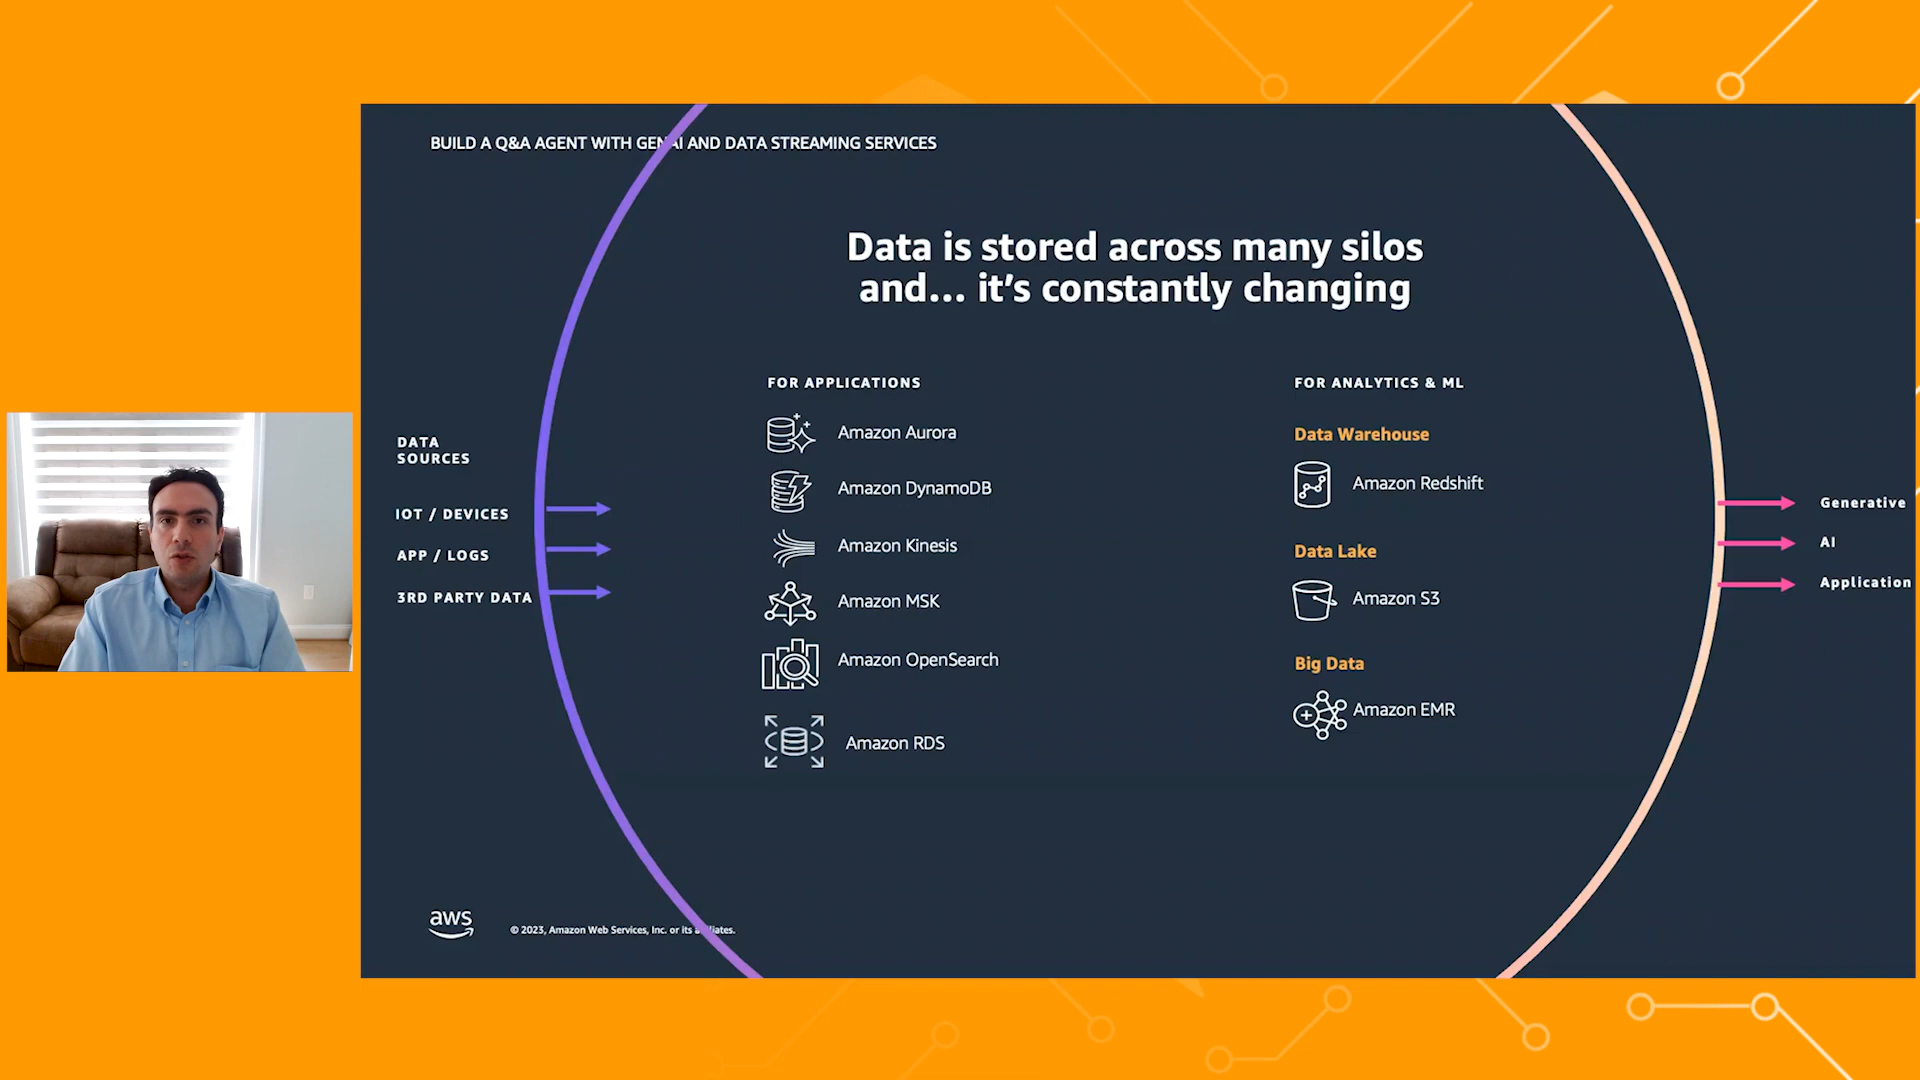 BUILD A Q&A AGENT WITH GENAI AND DATA STREAMING SERVICES
Data is stored across many silos
and... it's constantly changing
DATA
SOURCES
IOT / DEVICES
APP / LOGS
3RD PARTY DATA
FOR APPLICATIONS
Amazon Aurora
Amazon DynamoDB
Amazon Kinesis
Amazon MSK
Amazon OpenSearch
Amazon RDS
FOR ANALYTICS & ML
Data Warehouse
Amazon Redshift
Data Lake
Amazon S3
Big Data
Amazon EMR
Generative
AI
Application
aws
© 2023, Amazon Web Services, Inc. or its affiliates.